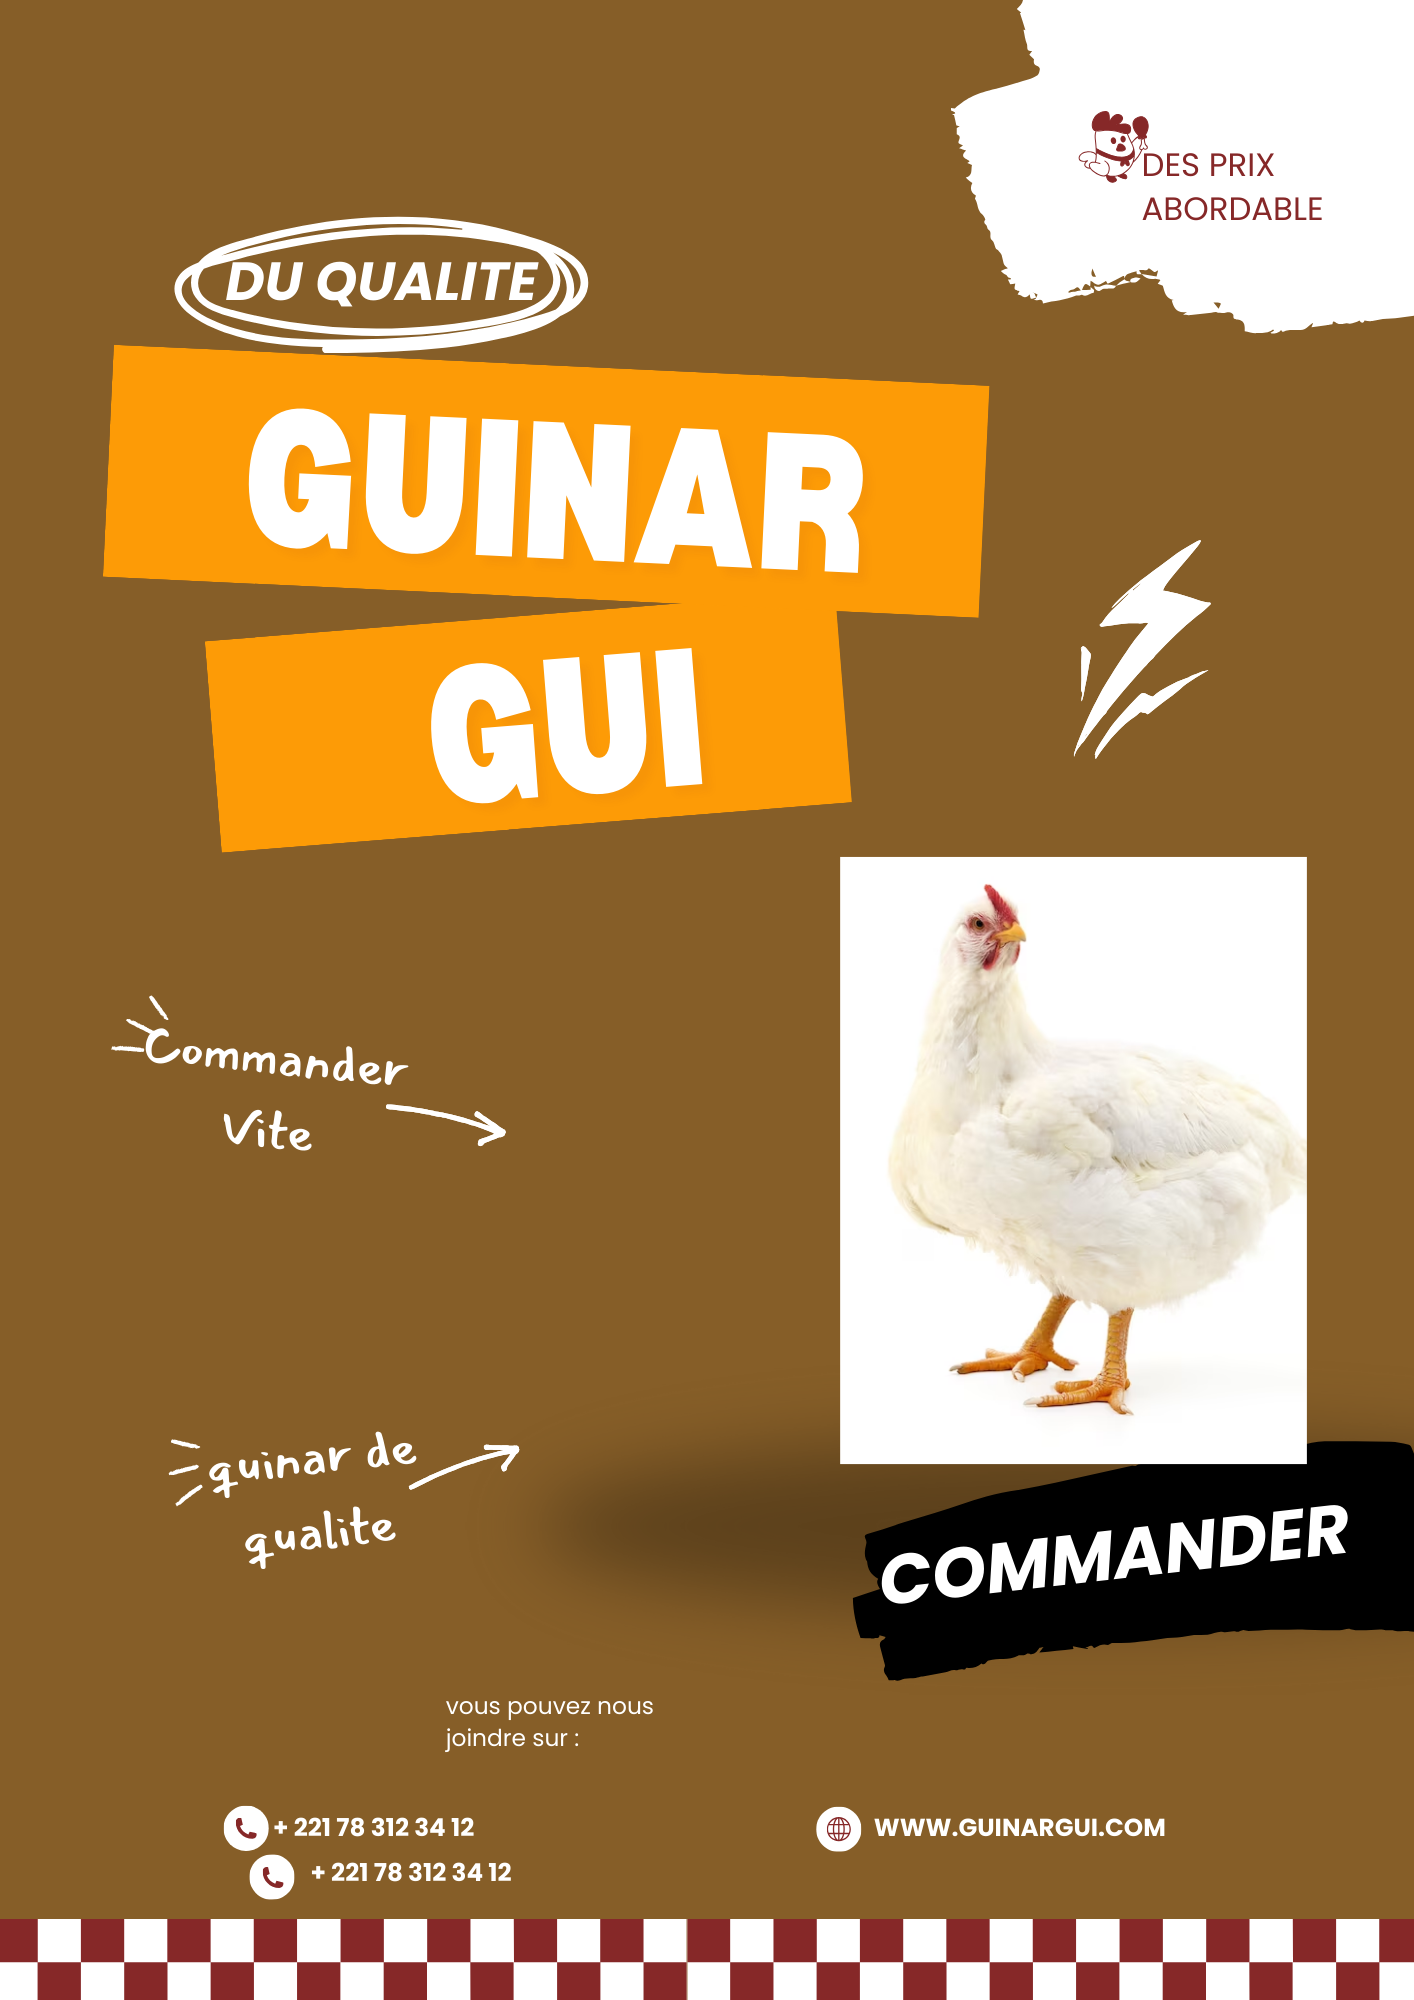 DES PRIX
ABORDABLE
DU QUALITE
GUINAR
GUI
Commander
Vite
guinar de
qualite
COMMANDER
vous pouvez nous
joindre sur :
+ 221 78 312 34 12
WWW.GUINARGUI.COM
+ 221 78 312 34 12